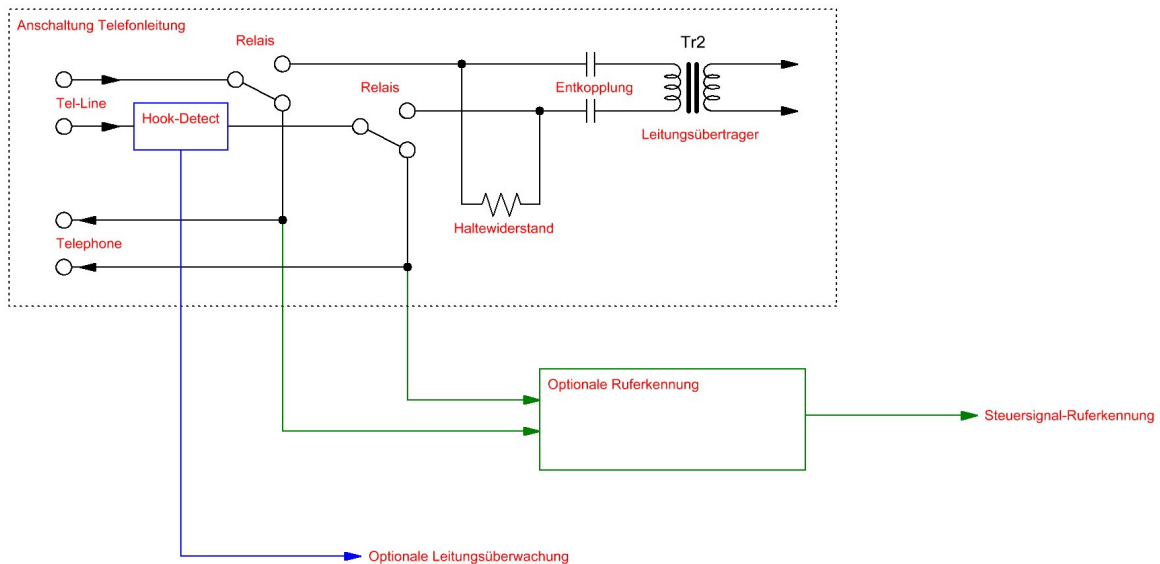 Anschaltung Telefonleitung
Relais
Tr2
Relais
Entkopplung
Tel-Line
Hook-Detect
Leitungsübertrager
Haltewiderstand
Telephone
Optionale Ruferkennung
Steuersignal-Ruferkennung
Optionale Leitungsüberwachung